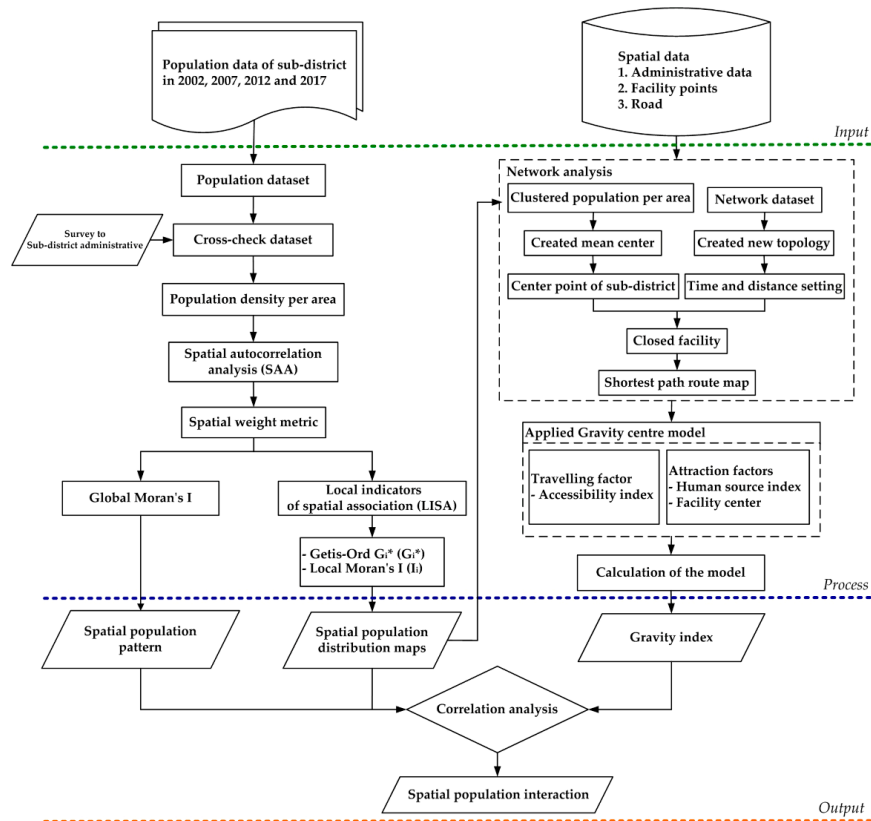 Population data of sub-district
in 2002, 2007, 2012 and 2017
Spatial data
1. Administrative data
2. Facility points
3. Road
Input
Population dataset
Survey to
Sub-district administrative
Cross-check dataset
Population density per area
Spatial autocorrelation
analysis (SAA)
Spatial weight metric
Global Moran's I
Local indicators
of spatial association (LISA)
- Getis-Ord Gi* (Gi*)
- Local Moran's I (Ii)
Network analysis
Clustered population per area
Network dataset
Created mean center
Created new topology
Center point of sub-district
Time and distance setting
Closed facility
Shortest path route map
Applied Gravity centre model
Travelling factor
- Accessibility index
Attraction factors
- Human source index
- Facility center
Calculation of the model
Process
Spatial population
pattern
Spatial population
distribution maps
Gravity index
Correlation analysis
Spatial population interaction
Output